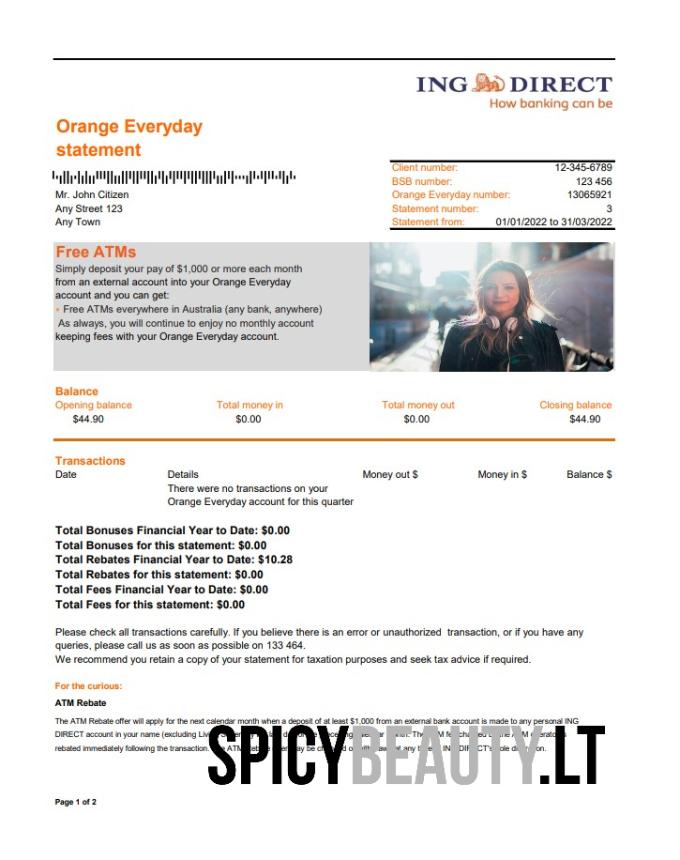 ING DIRECT
How banking can be
Orange Everyday
statement
Mr. John Citizen
Any Street 123
Any Town
Client number: 12-345-6789
BSB number: 123 456
Orange Everyday number: 13065921
Statement number: 3
Statement from: 01/01/2022 to 31/03/2022
Free ATMs
Simply deposit your pay of $1,000 or more each month
from an external account into your Orange Everyday
account and you can get:
• Free ATMs everywhere in Australia (any bank, anywhere)
As always, you will continue to enjoy no monthly account
keeping fees with your Orange Everyday account.
Balance
Opening balance Total money in Total money out Closing balance
$44.90 $0.00 $0.00 $44.90
Transactions
Date Details Money out $ Money in $ Balance $
There were no transactions on your
Orange Everyday account for this quarter
Total Bonuses Financial Year to Date: $0.00
Total Bonuses for this statement: $0.00
Total Rebates Financial Year to Date: $10.28
Total Rebates for this statement: $0.00
Total Fees Financial Year to Date: $0.00
Total Fees for this statement: $0.00
Please check all transactions carefully. If you believe there is an error or unauthorized transaction, or if you have any
queries, please call us as soon as possible on 133 464.
We recommend you retain a copy of your statement for taxation purposes and seek tax advice if required.
For the curious:
ATM Rebate
The ATM Rebate offer will apply for the next calendar month when a deposit of at least $1,000 from an external bank account is made to any personal ING
DIRECT account in your name (excluding
rebated immediately following the transaction.
SPICYBEAUTY.LT
Page 1 of 2